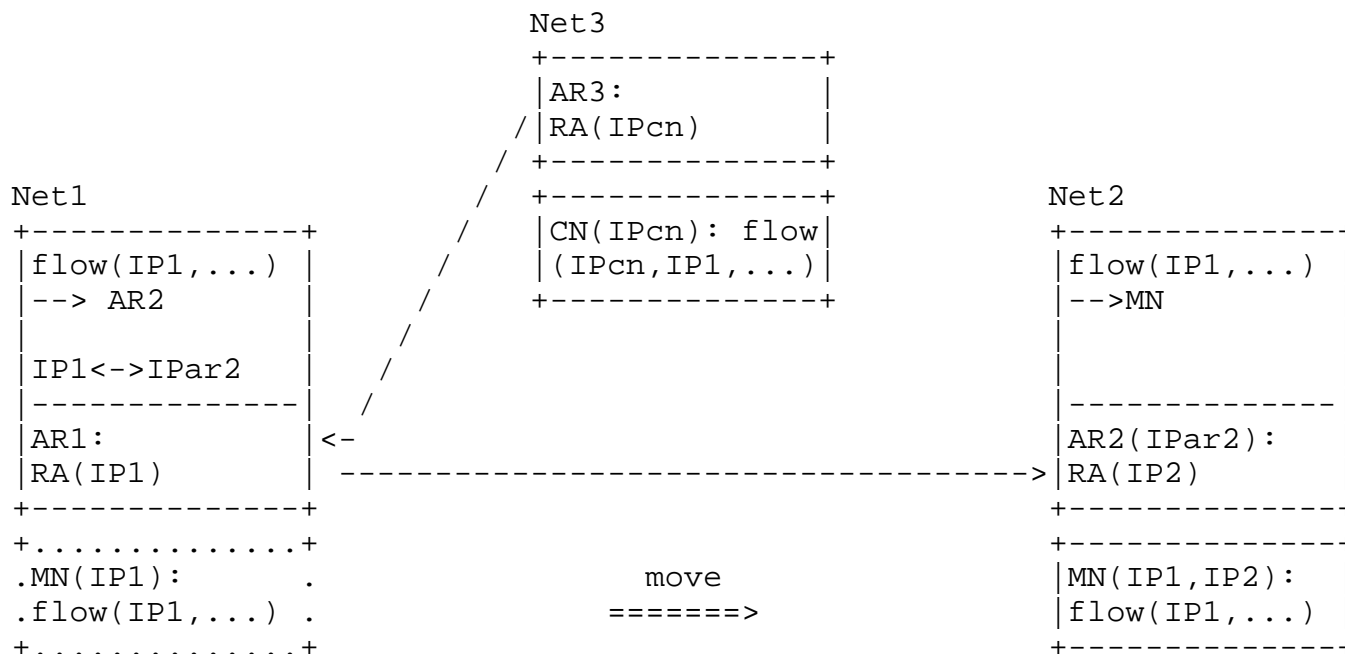 Net3
+--------------+
|AR3:          |
/|RA(IPcn)      |
/ +--------------+
/ +--------------+
Net1 Net2
|CN(IPcn): flow|
|(IPcn,IP1,...)|
+--------------+
+--------------+
|flow(IP1,...) |
|--> AR2       |
|              |
|IP1<->IPar2   |
|--------------|
|AR1:          |<-
|RA(IP1)       | ----------------------------->
+--------------+
+..............+
.MN(IP1):      .
.flow(IP1,...) .
+..............+
move
=======>
+---------------
|flow(IP1,...)
|-->MN
|
|
|--------------
|AR2(IPar2):
|RA(IP2)
+---------------
+---------------
|MN(IP1,IP2):
|flow(IP1,...)
+---------------